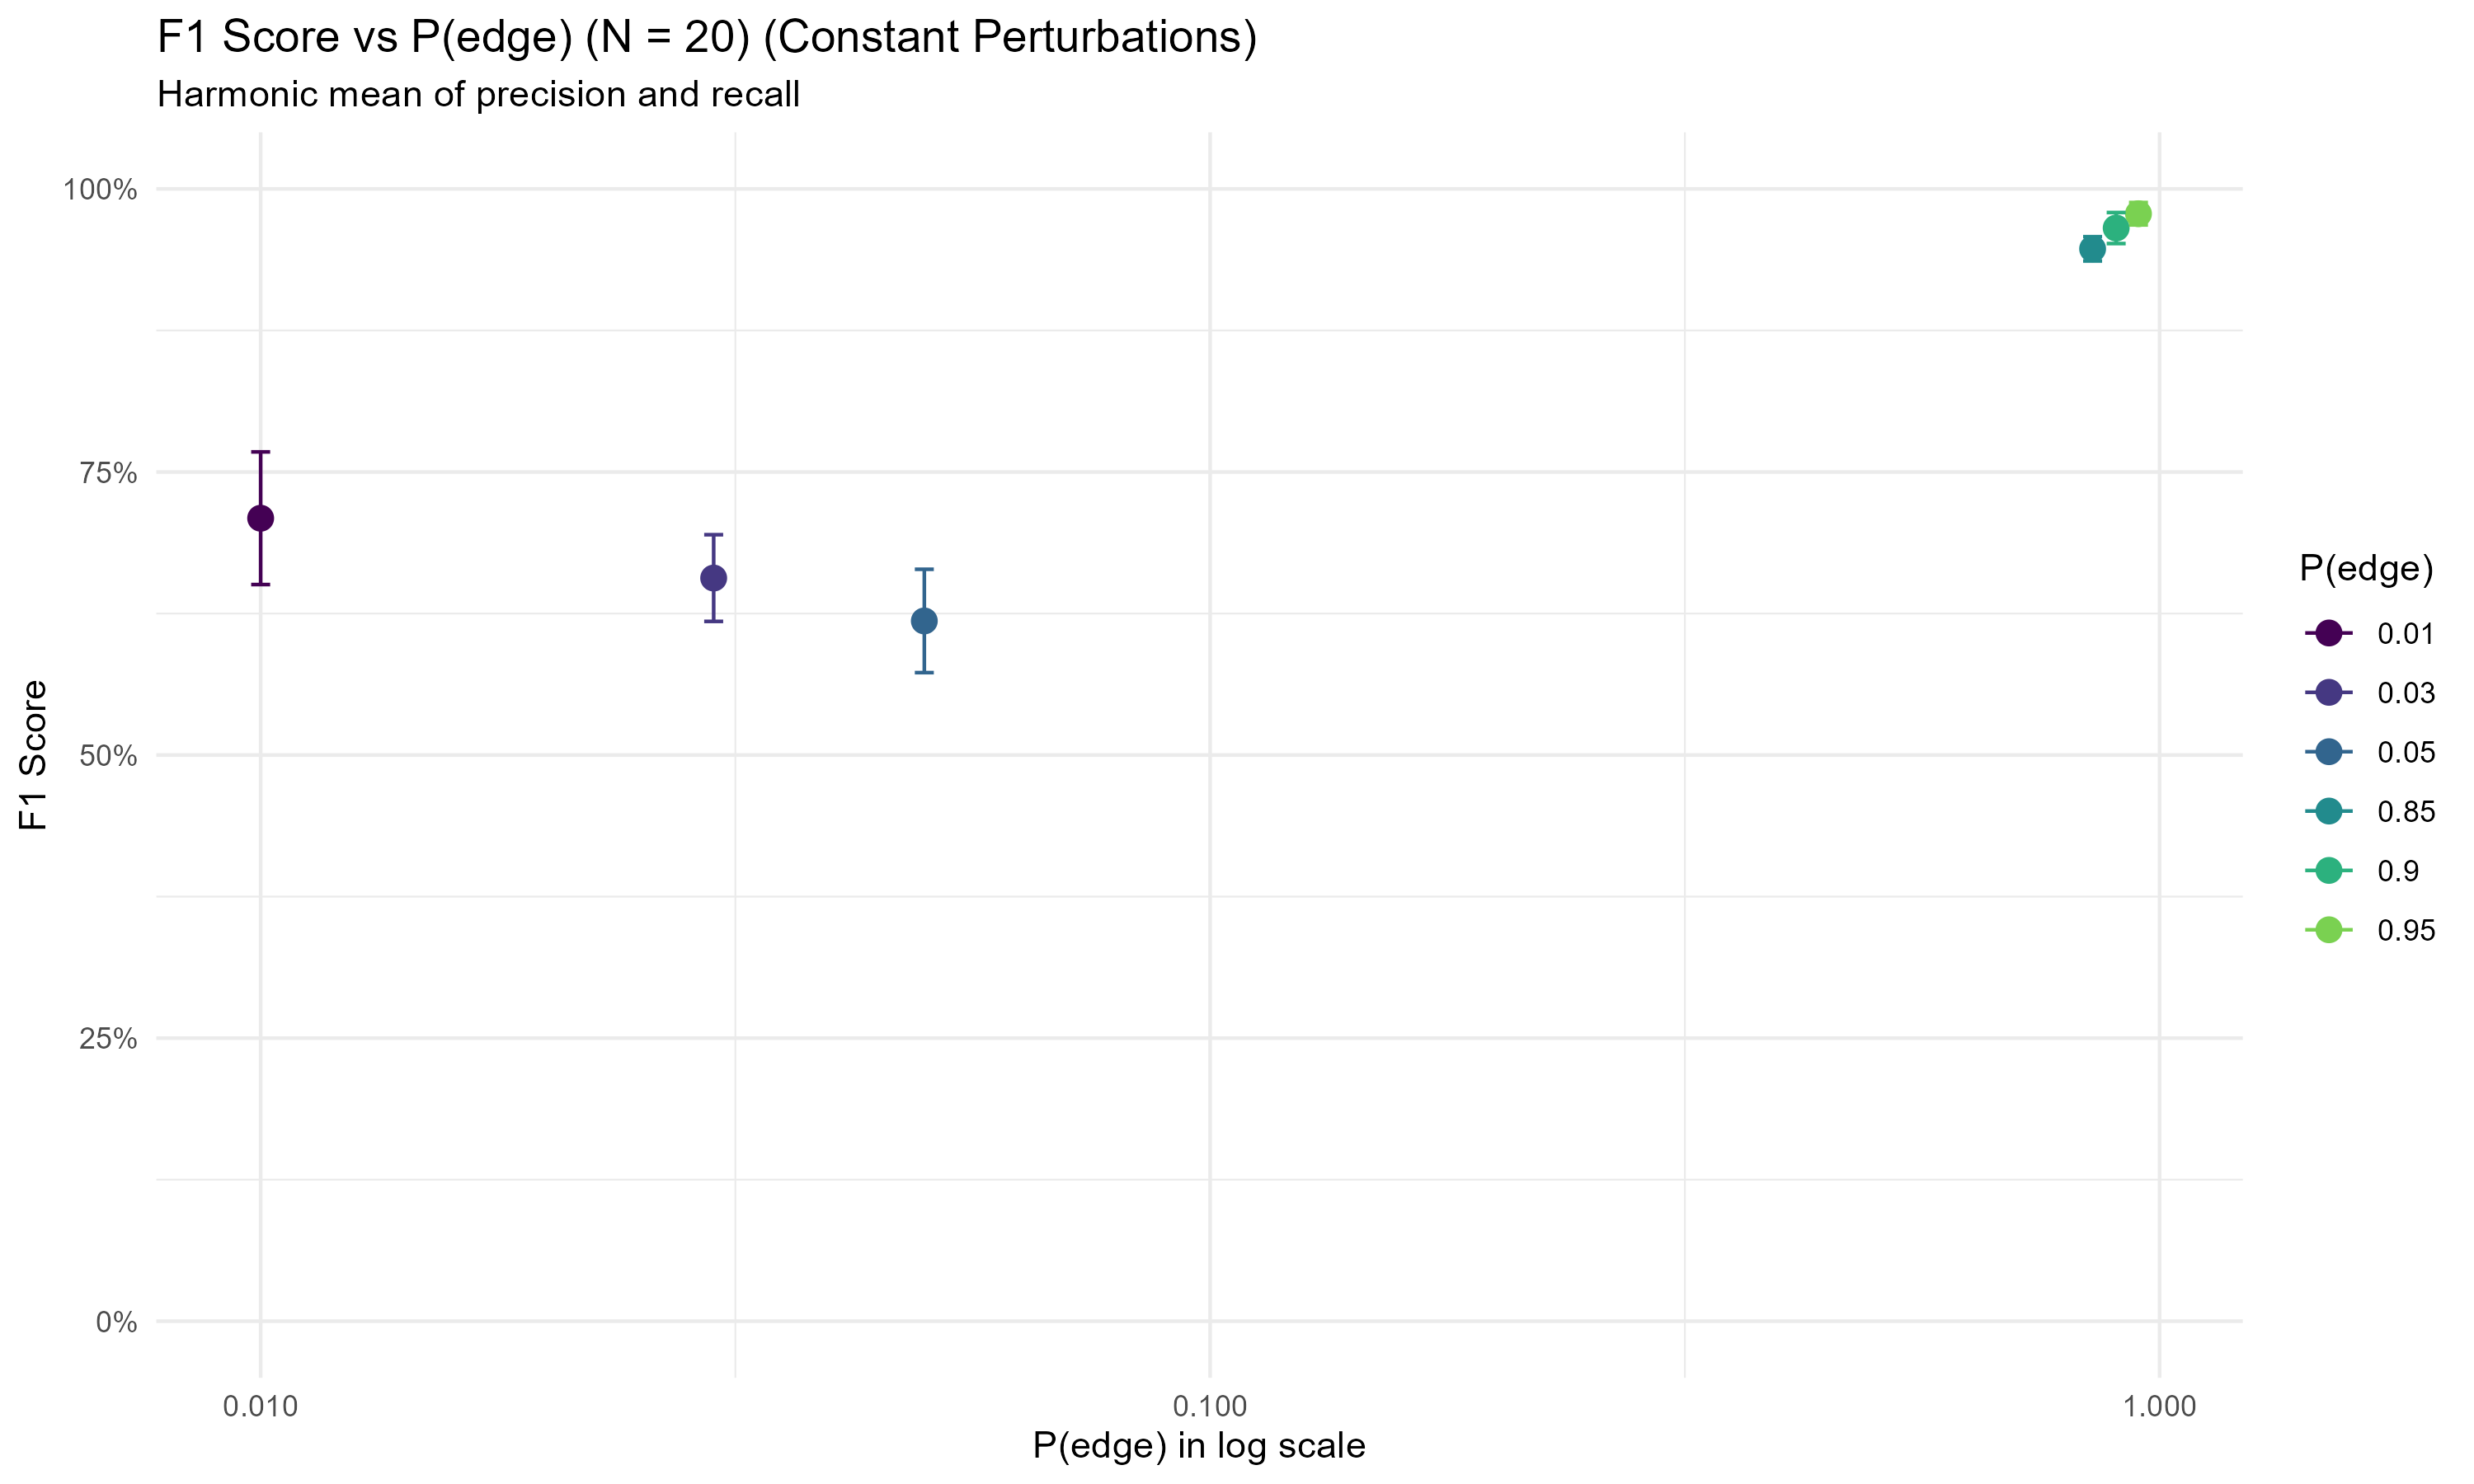 F1 Score vs P(edge) (N = 20) (Constant Perturbations)
Harmonic mean of precision and recall
100%
75%
50%
25%
0%
F1 Score
0.010
0.100
1.000
P(edge) in log scale
P(edge)
0.01
0.03
0.05
0.85
0.9
0.95